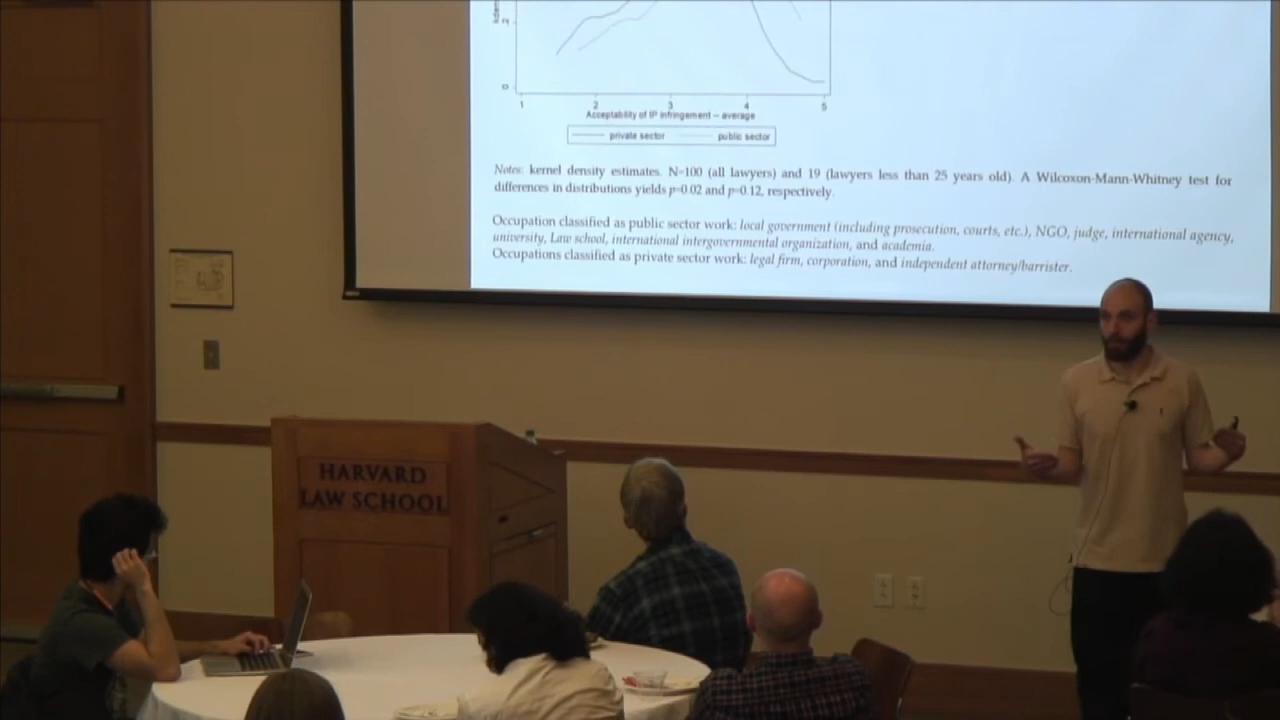 2
0
1 2 3 4 5
Acceptability of IP infringement – average
private sector public sector
Notes: kernel density estimates. N=100 (all lawyers) and 19 (lawyers less than 25 years old). A Wilcoxon-Mann-Whitney test for
differences in distributions yields p=0.02 and p=0.12, respectively.
Occupation classified as public sector work: local government (including prosecution, courts, etc.), NGO, judge, international agency,
university, Law school, international intergovernmental organization, and academia.
Occupations classified as private sector work: legal firm, corporation, and independent attorney/barrister.
HARVARD
LAW SCHOOL